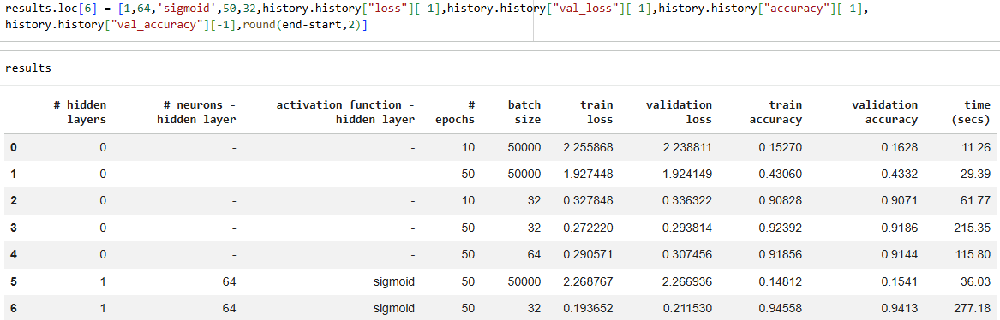 results.loc[6] = [1,64,'sigmoid',50,32,history.history["loss"][-1],history.history["val_loss"][-1],history.history["accuracy"][-1],
history.history["val_accuracy"][-1],round(end-start,2)]
results
# hidden layers # neurons - hidden layer activation function - hidden layer # epochs batch size train loss validation loss train accuracy validation accuracy time (secs)
0 0 - - 10 50000 2.255868 2.238811 0.15270 0.1628 11.26
1 0 - - 50 50000 1.927448 1.924149 0.43060 0.4332 29.39
2 0 - - 10 32 0.327848 0.336322 0.90828 0.9071 61.77
3 0 - - 50 32 0.272220 0.293814 0.92392 0.9186 215.35
4 0 - - 50 64 0.290571 0.307456 0.91856 0.9144 115.80
5 1 64 sigmoid 50 50000 2.268767 2.266936 0.14812 0.1541 36.03
6 1 64 sigmoid 50 32 0.193652 0.211530 0.94558 0.9413 277.18